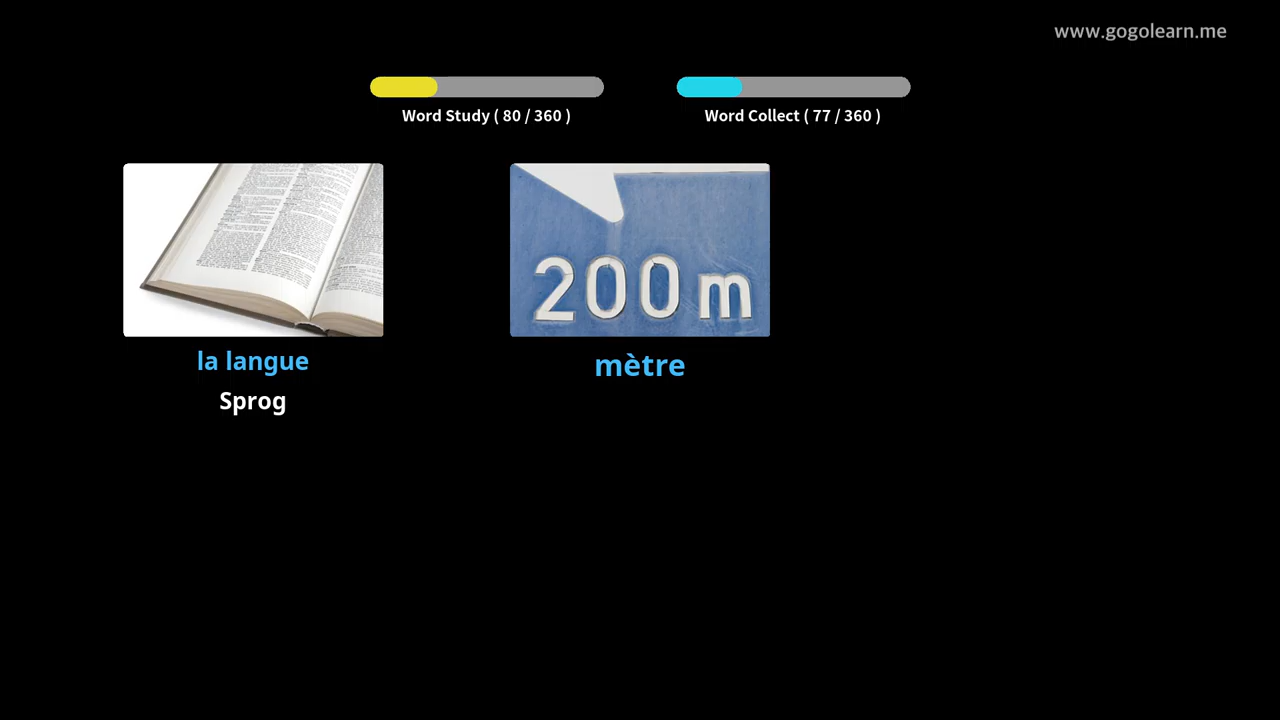 www.gogolearn.me
Word Study ( 80 / 360 )
Word Collect ( 77 / 360 )
200 m
la langue
mètre
Sprog